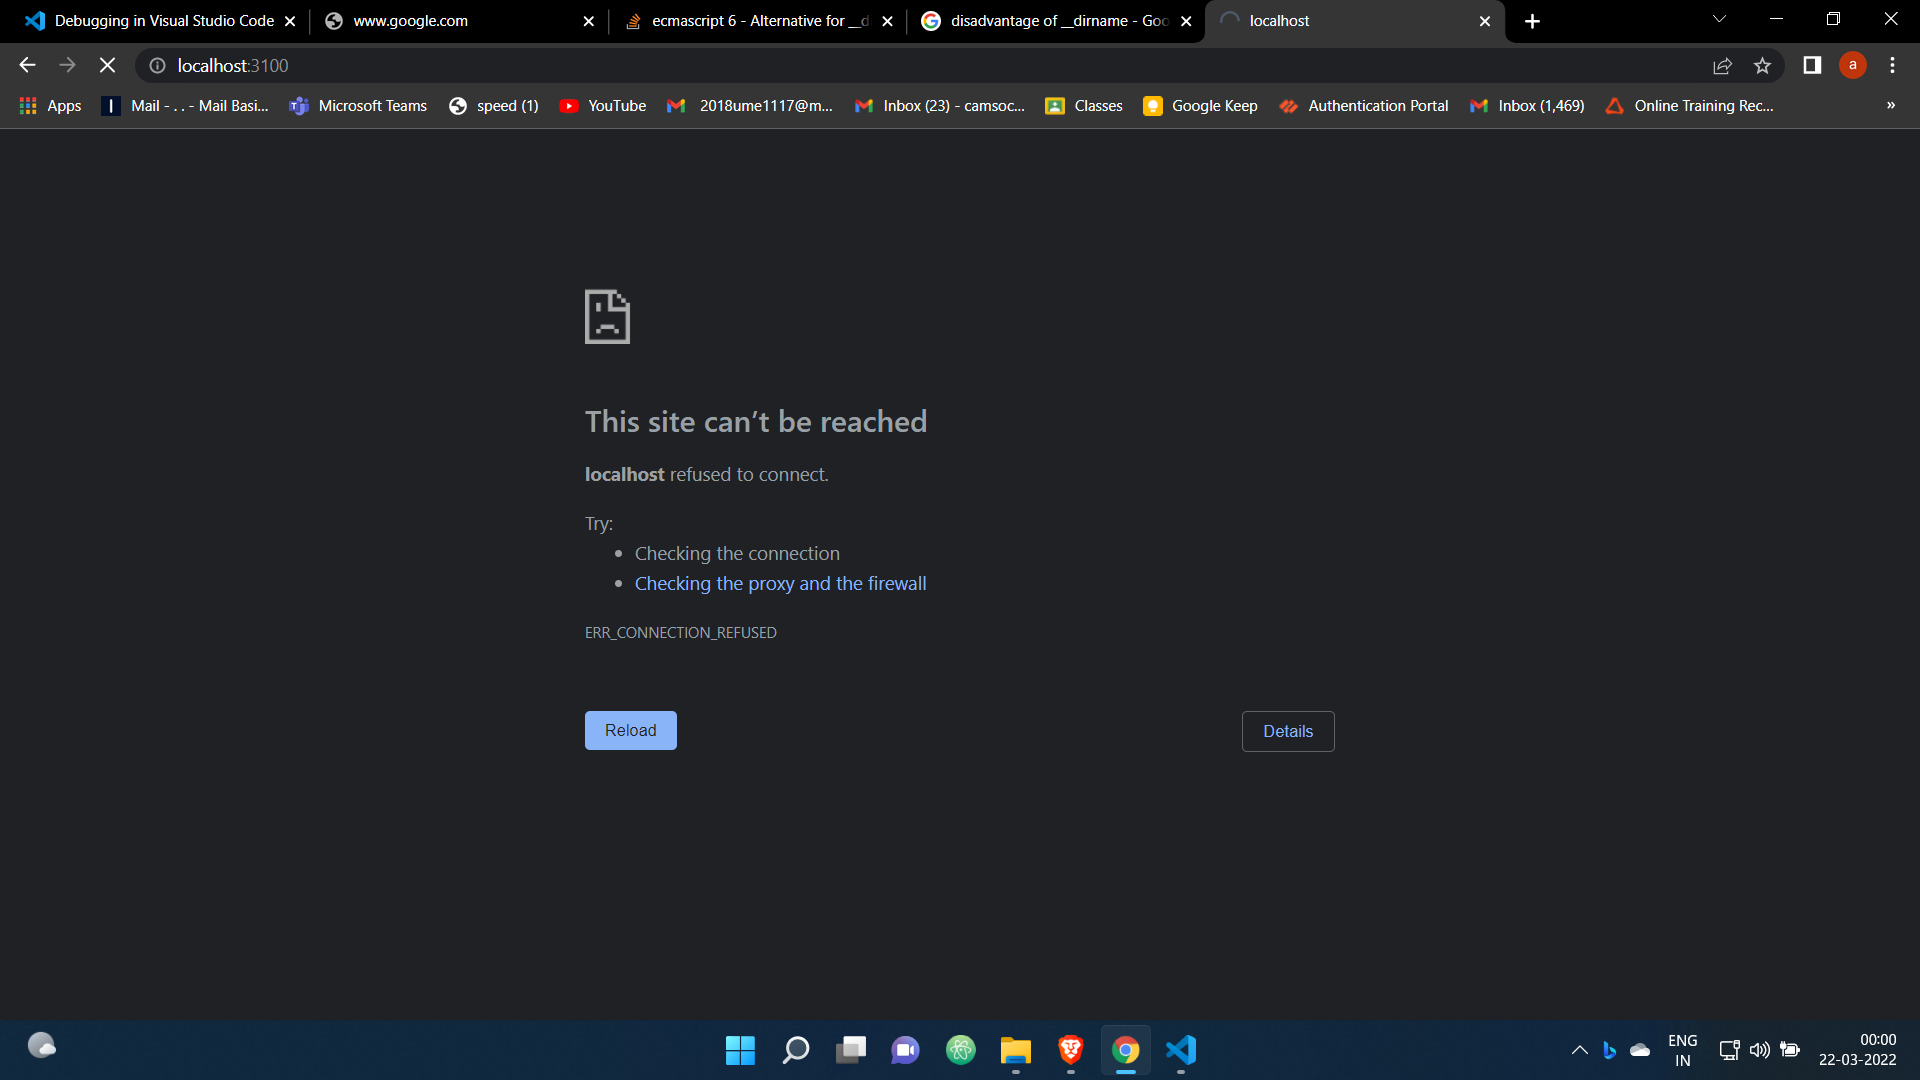 Debugging in Visual Studio Code
www.google.com
ecmascript 6 - Alternative for __d
disadvantage of __dirname - Goo
localhost
localhost:3100
a
Apps
Mail - . . - Mail Basi...
Microsoft Teams
speed (1)
YouTube
2018ume1117@m...
Inbox (23) - camsoc...
Classes
Google Keep
Authentication Portal
Inbox (1,469)
Online Training Rec...
»
This site can’t be reached
localhost refused to connect.
Try:
• Checking the connection
• Checking the proxy and the firewall
ERR_CONNECTION_REFUSED
Reload
Details
ENG
IN
00:00
22-03-2022